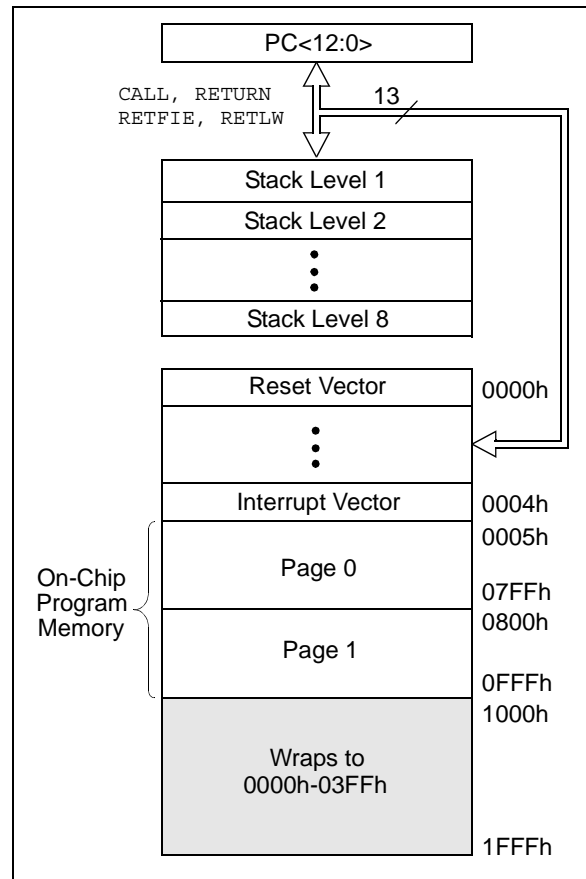 PC<12:0>
CALL, RETURN
RETFIE, RETLW
13
Stack Level 1
Stack Level 2
Stack Level 8
Reset Vector
0000h
Interrupt Vector
0004h
0005h
On-Chip
Program
Memory
Page 0
07FFh
0800h
Page 1
0FFFh
1000h
Wraps to
0000h-03FFh
1FFFh